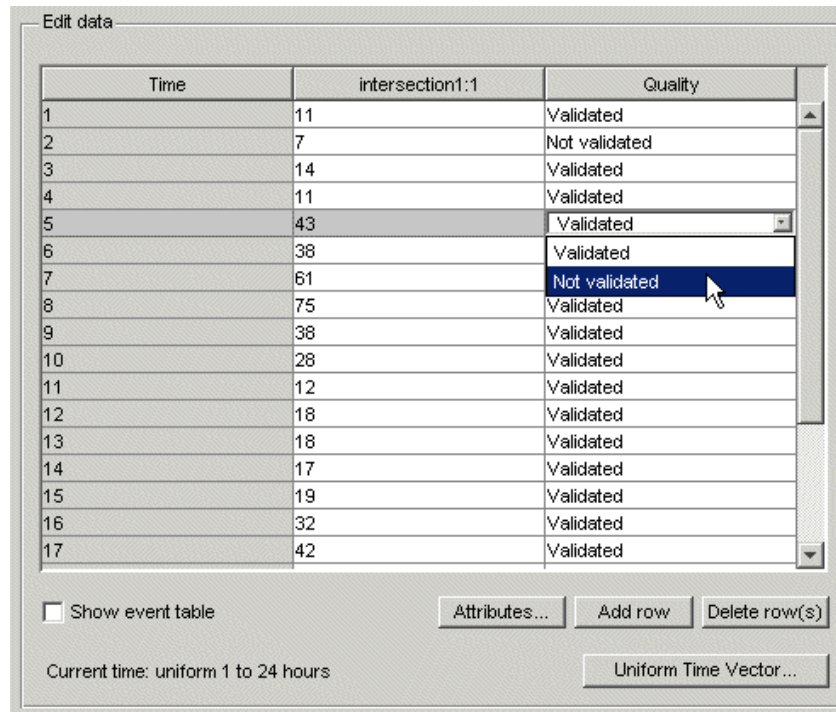 Edit data
Time intersection1:1 Quality
1 11 Validated
2 7 Not validated
3 14 Validated
4 11 Validated
5 43 Validated
6 38 Validated
7 61 Not validated
8 75 Validated
9 38 Validated
10 28 Validated
11 12 Validated
12 18 Validated
13 18 Validated
14 17 Validated
15 19 Validated
16 32 Validated
17 42 Validated
Show event table Attributes... Add row Delete row(s)
Current time: uniform 1 to 24 hours Uniform Time Vector...